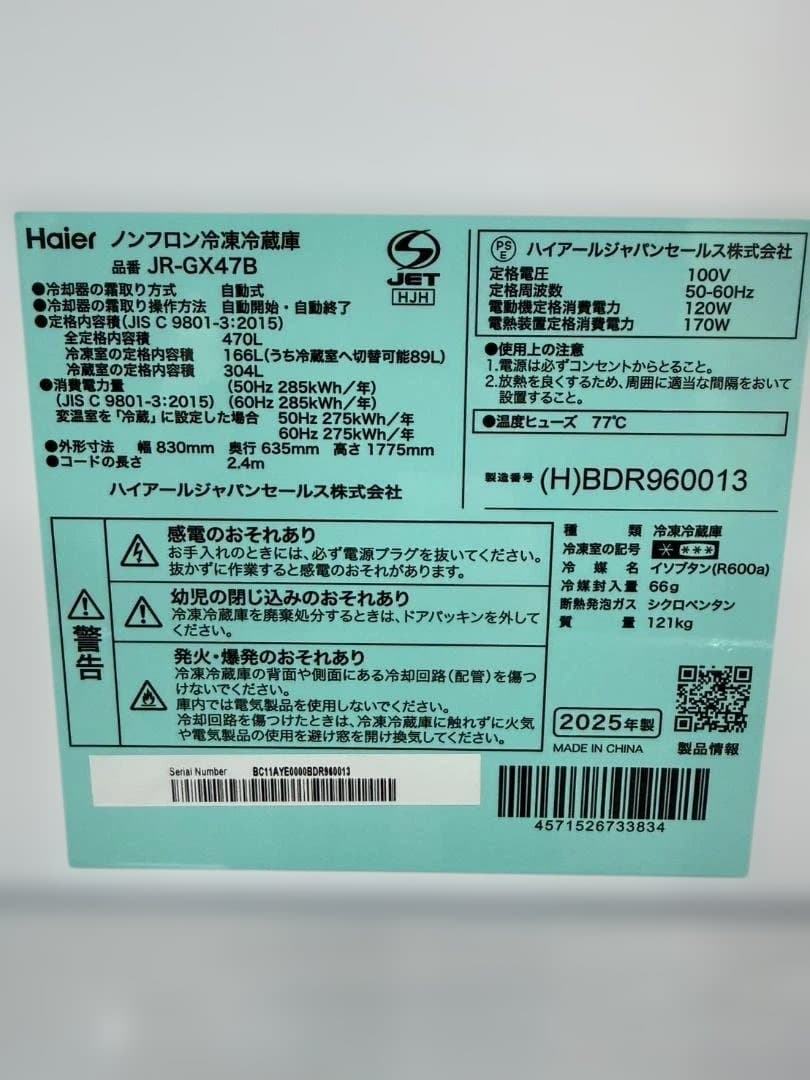 Haier ノンフロン冷凍冷蔵庫
品番 JR-GX47B
●冷却器の霜取り方式 自動式
●冷却器の霜取り操作方法 自動開始・自動終了
●定格内容積(JIS C 9801-3:2015)
全定格内容積 470L
冷凍室の定格内容積 166L(うち冷蔵室へ切替可能89L)
冷蔵室の定格内容積 304L
●消費電力量 (50Hz 285kWh/年)
(JIS C 9801-3:2015) (60Hz 285kWh/年)
変温室を「冷蔵」に設定した場合 50Hz 275kWh/年
60Hz 275kWh/年
●外形寸法 幅 830mm 奥行 635mm 高さ 1775mm
●コードの長さ 2.4m
ハイアールジャパンセールス株式会社
JET
HJH
PSE ハイアールジャパンセールス株式会社
定格電圧 100V
定格周波数 50-60Hz
電動機定格消費電力 120W
電熱装置定格消費電力 170W
●使用上の注意
1.電源は必ずコンセントからとること。
2.放熱を良くするため、周囲に適当な間隔をおいて
設置すること。
●温度ヒューズ 77℃
製造番号 (H)BDR960013
警告
感電のおそれあり
お手入れのときには、必ず電源プラグを抜いてください。
抜かずに作業すると感電のおそれがあります。
幼児の閉じ込みのおそれあり
冷凍冷蔵庫を廃棄処分するときは、ドアパッキンを外して
ください。
発火・爆発のおそれあり
冷凍冷蔵庫の背面や側面にある冷却回路(配管)を傷つ
けないでください。
庫内では電気製品を使用しないでください。
冷却回路を傷つけたときは、冷凍冷蔵庫に触れずに火気
や電気製品の使用を避け窓を開け換気してください。
種類 冷凍冷蔵庫
冷凍室の記号 * ***
冷媒名 イソブタン(R600a)
冷媒封入量 66g
断熱発泡ガス シクロペンタン
質量 121kg
2025年製
MADE IN CHINA
製品情報
Serial Number BC11AYE0000BDR960013
4571526733834